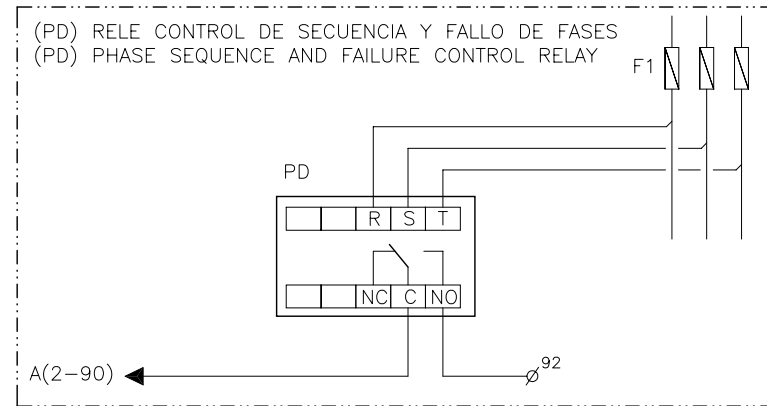 (PD) RELE CONTROL DE SECUENCIA Y FALLO DE FASES
(PD) PHASE SEQUENCE AND FAILURE CONTROL RELAY
F1
PD
R S T
NC C NO
A(2-90)
92